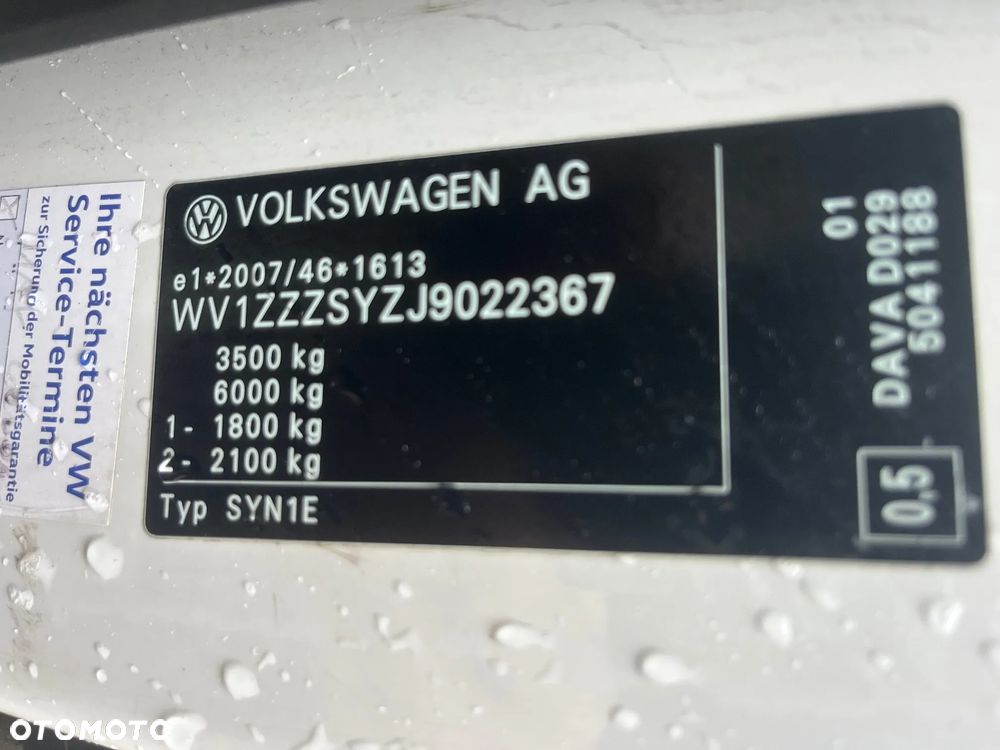 Ihre nächsten VW
Service-Termine
zur Sicherung der Mobilitätsgarantie
VOLKSWAGEN AG
e1*2007/46*1613
WV1ZZZSYZJ9022367
3500 kg
6000 kg
1- 1800 kg
2- 2100 kg
Typ SYN1E
01
DAVA D029
5041188
0,5
OTOMOTO